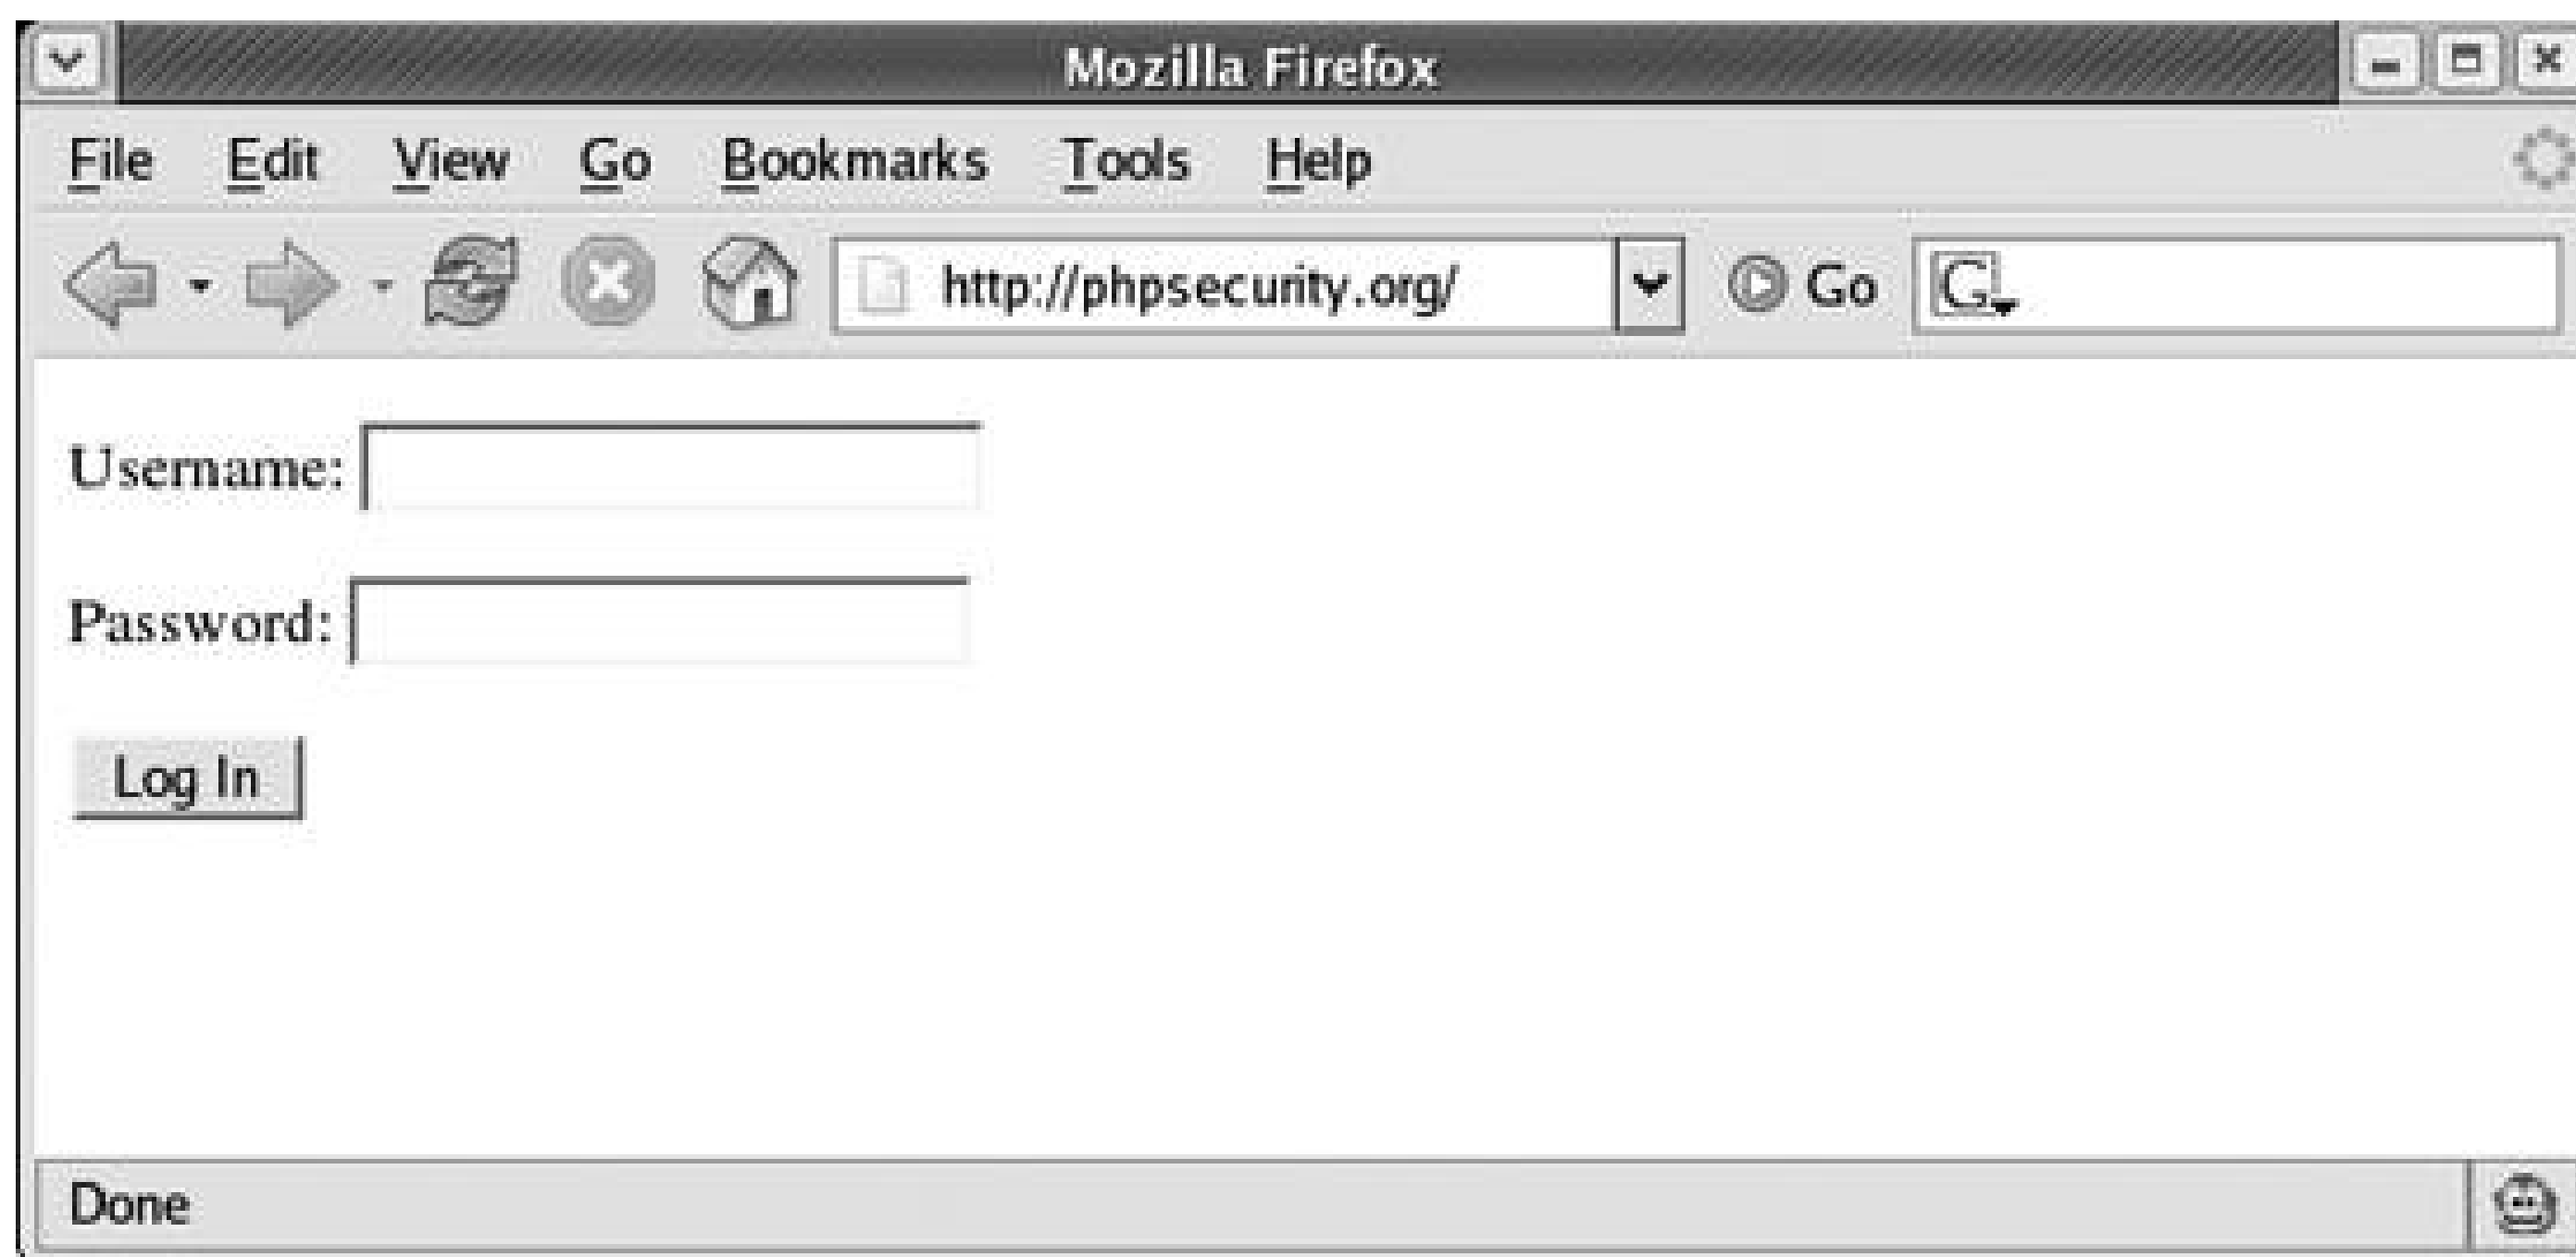 Mozilla Firefox
File Edit View Go Bookmarks Tools Help
http://phpsecurity.org/ Go G
Username:
Password:
Log In
Done